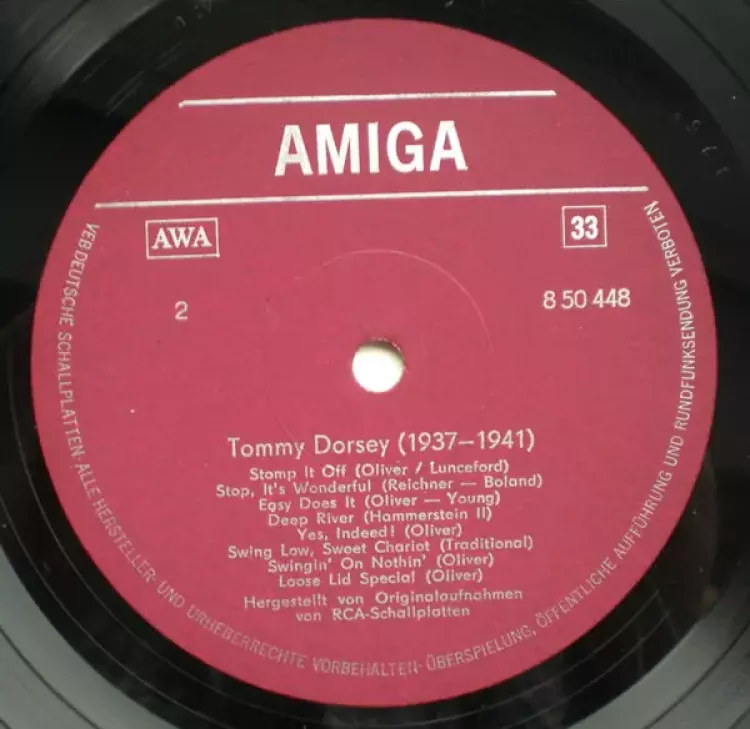 AMIGA
AWA
33
2
8 50 448
Tommy Dorsey (1937—1941)
Stomp It Off (Oliver / Lunceford)
Stop, It's Wonderful (Reichner — Boland)
Easy Does It (Oliver — Young)
Deep River (Hammerstein II)
Yes, Indeed! (Oliver)
Swing Low, Sweet Chariot (Traditional)
Swingin' On Nothin' (Oliver)
Loose Lid Special (Oliver)
Hergestellt von Originalaufnahmen
von RCA-Schallplatten
VEB DEUTSCHE SCHALLPLATTEN · ALLE HERSTELLER- UND URHEBERRECHTE VORBEHALTEN · ÜBERSPIELUNG, ÖFFENTLICHE AUFFÜHRUNG UND RUNDFUNKSENDUNG VERBOTEN